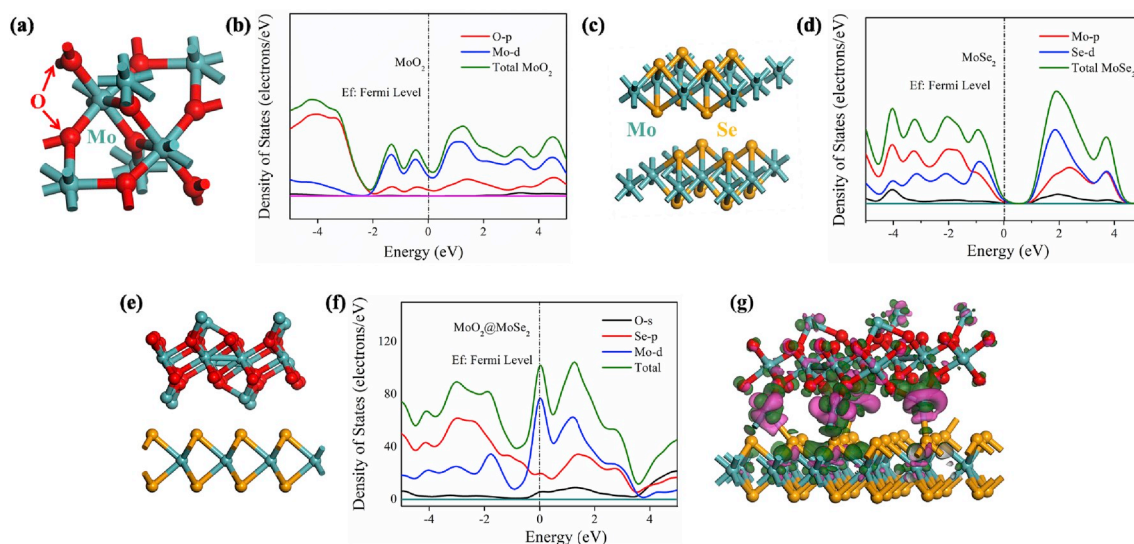 (a)
O
Mo
(b)
Density of States (electrons/eV)
MoO₂
Ef: Fermi Level
O-p
Mo-d
Total MoO₂
-4 -2 0 2 4
Energy (eV)
(c)
Mo Se
(d)
Density of States (electrons/eV)
MoSe₂
Ef: Fermi Level
Mo-p
Se-d
Total MoSe₂
-4 -2 0 2 4
Energy (eV)
(e)
(f)
Density of States (electrons/eV)
120
80
40
0
MoO₂@MoSe₂
Ef: Fermi Level
O-s
Se-p
Mo-d
Total
-4 -2 0 2 4
Energy (eV)
(g)